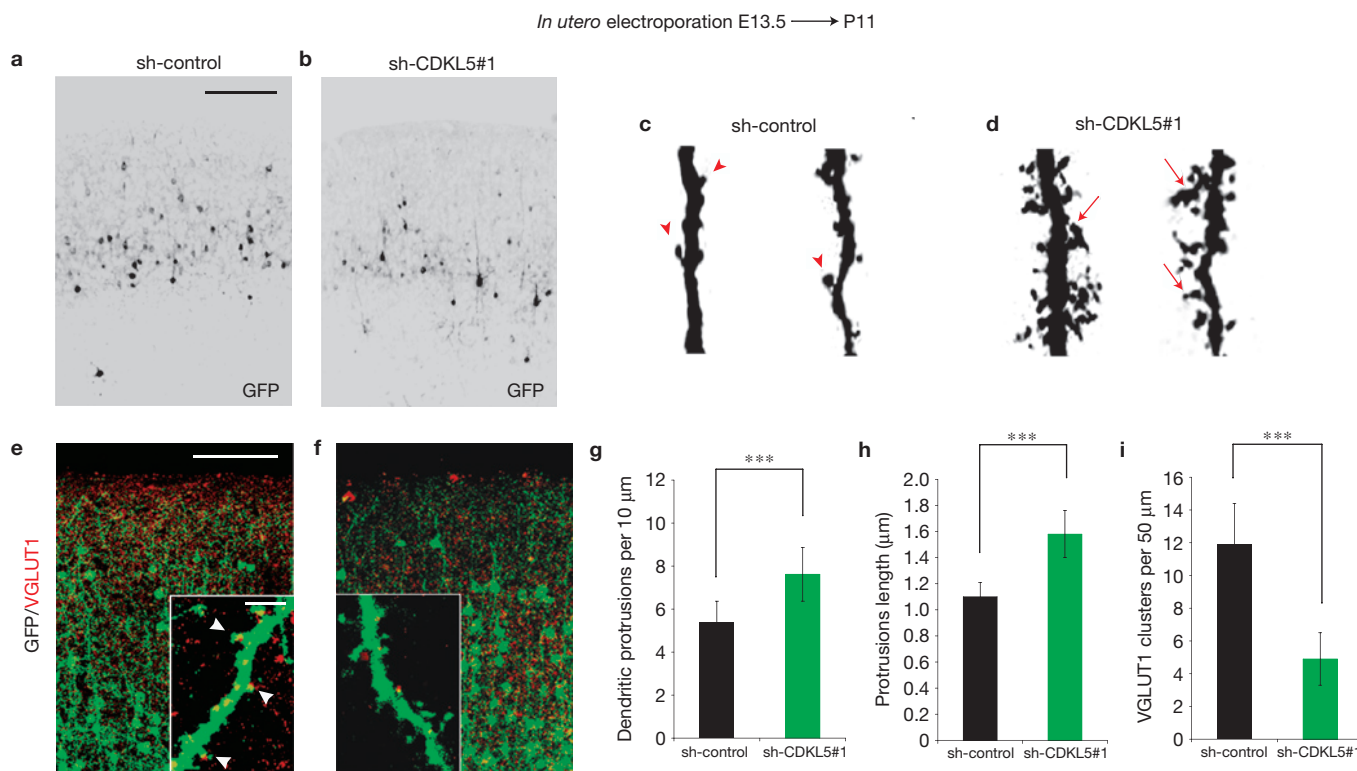 In utero electroporation E13.5 ⟶ P11
a
sh-control
GFP
b
sh-CDKL5#1
GFP
c
sh-control
d
sh-CDKL5#1
e
GFP/VGLUT1
f
g
***
Dendritic protrusions per 10 μm
12
10
8
6
4
2
0
sh-control
sh-CDKL5#1
h
***
Protrusions length (μm)
2
1.8
1.6
1.4
1.2
1.0
0.8
0.6
0.4
0.2
0
sh-control
sh-CDKL5#1
i
***
VGLUT1 clusters per 50 μm
16
14
12
10
8
6
4
2
0
sh-control
sh-CDKL5#1